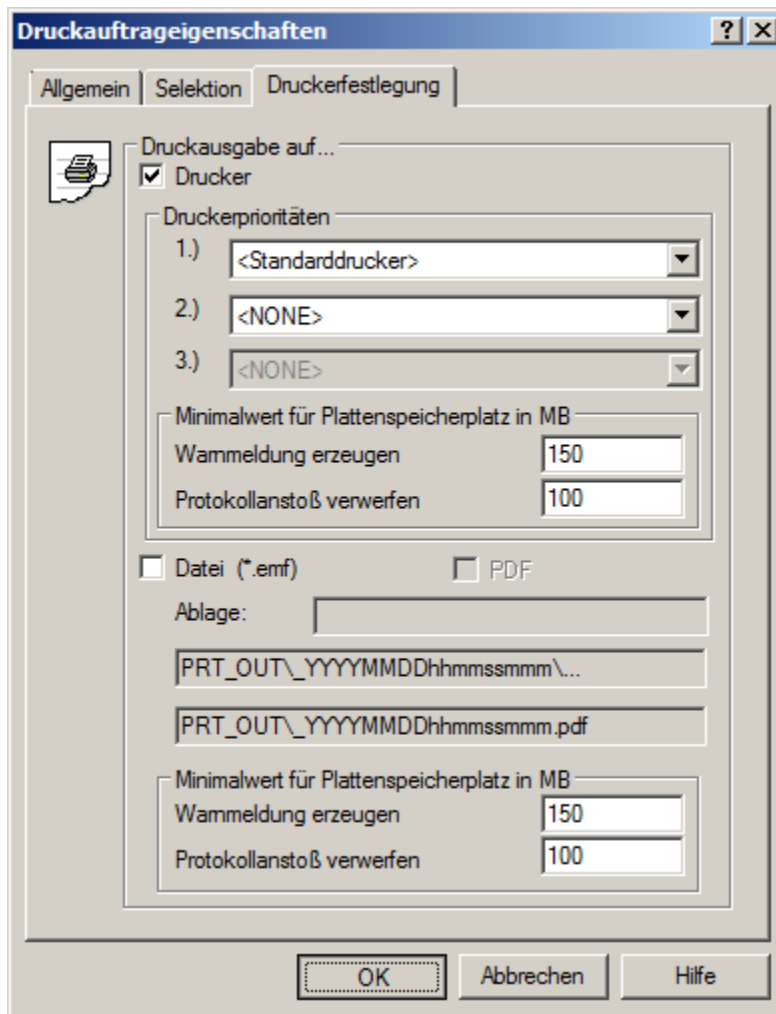 Druckauftrageigenschaften
Allgemein Selektion Druckerfestlegung
Druckausgabe auf...
Drucker
Druckerprioritäten
1.) <Standarddrucker>
2.) <NONE>
3.) <NONE>
Minimalwert für Plattenspeicherplatz in MB
Warnmeldung erzeugen 150
Protokollanstoß verwerfen 100
Datei (*.emf) PDF
Ablage:
PRT_OUT\_YYYYMMDDhhmmssmmm\...
PRT_OUT\_YYYYMMDDhhmmssmmm.pdf
Minimalwert für Plattenspeicherplatz in MB
Warnmeldung erzeugen 150
Protokollanstoß verwerfen 100
OK Abbrechen Hilfe